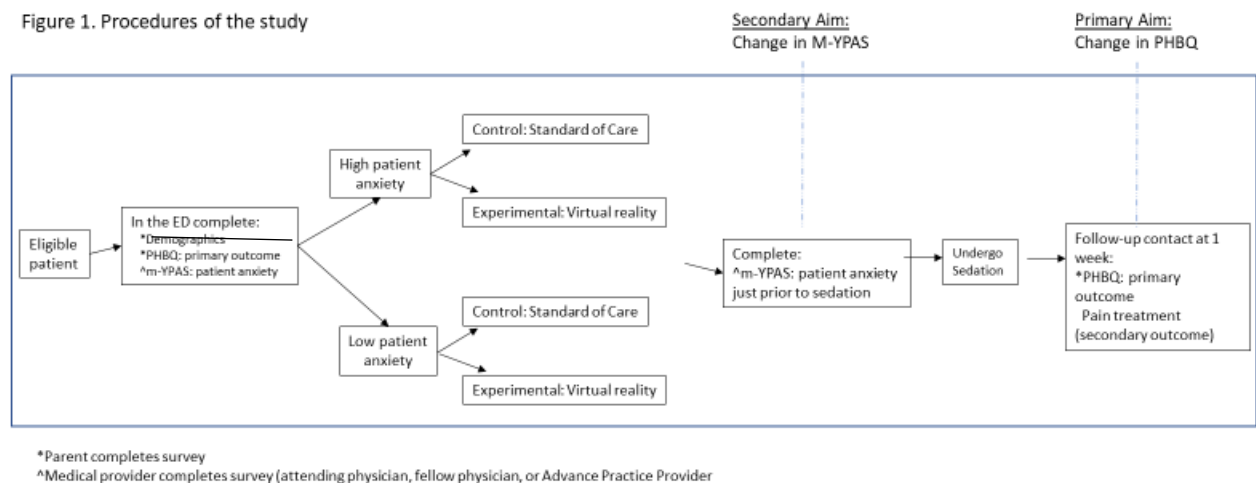 Figure 1. Procedures of the study
Secondary Aim:
Change in M-YPAS
Primary Aim:
Change in PHBQ
Eligible
patient
In the ED complete:
*Demographics
*PHBQ: primary outcome
^m-YPAS: patient anxiety
High patient
anxiety
Control: Standard of Care
Experimental: Virtual reality
Low patient
anxiety
Control: Standard of Care
Experimental: Virtual reality
Complete:
^m-YPAS: patient anxiety
just prior to sedation
Undergo
Sedation
Follow-up contact at 1
week:
*PHBQ: primary
outcome
Pain treatment
(secondary outcome)
*Parent completes survey
^Medical provider completes survey (attending physician, fellow physician, or Advance Practice Provider